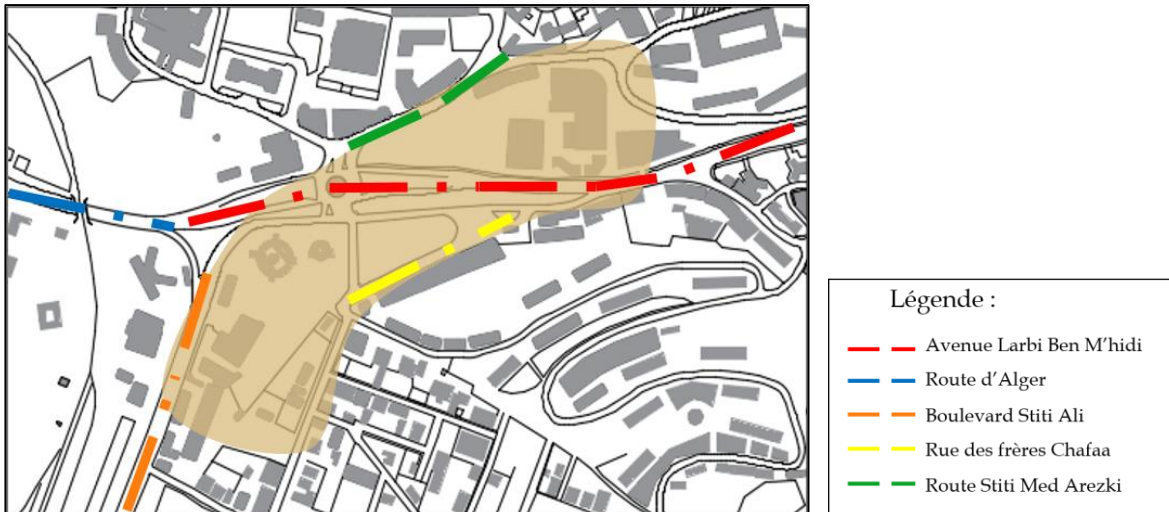 Légende :
Avenue Larbi Ben M'hidi
Route d'Alger
Boulevard Stiti Ali
Rue des frères Chafaa
Route Stiti Med Arezki